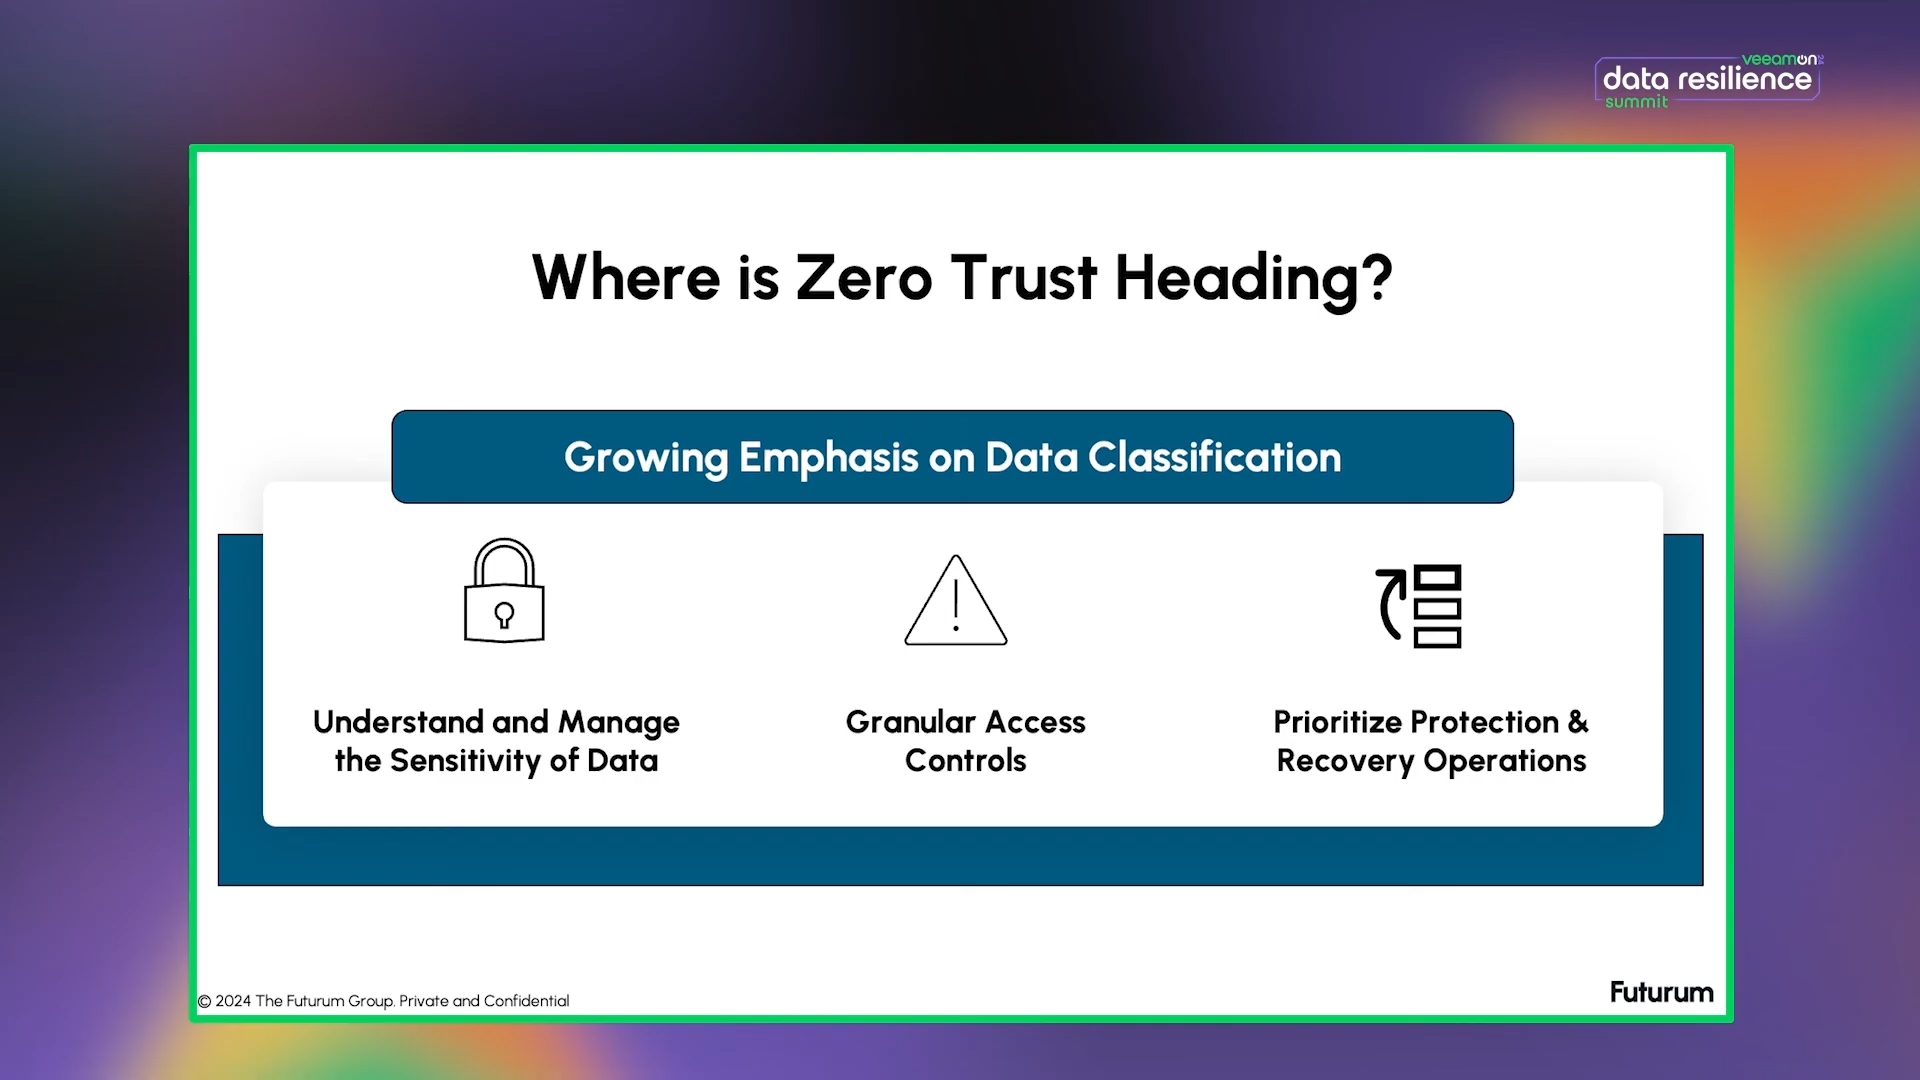 veeamON
data resilience
summit
Where is Zero Trust Heading?
Growing Emphasis on Data Classification
Understand and Manage
the Sensitivity of Data
Granular Access
Controls
Prioritize Protection &
Recovery Operations
© 2024 The Futurum Group. Private and Confidential
Futurum